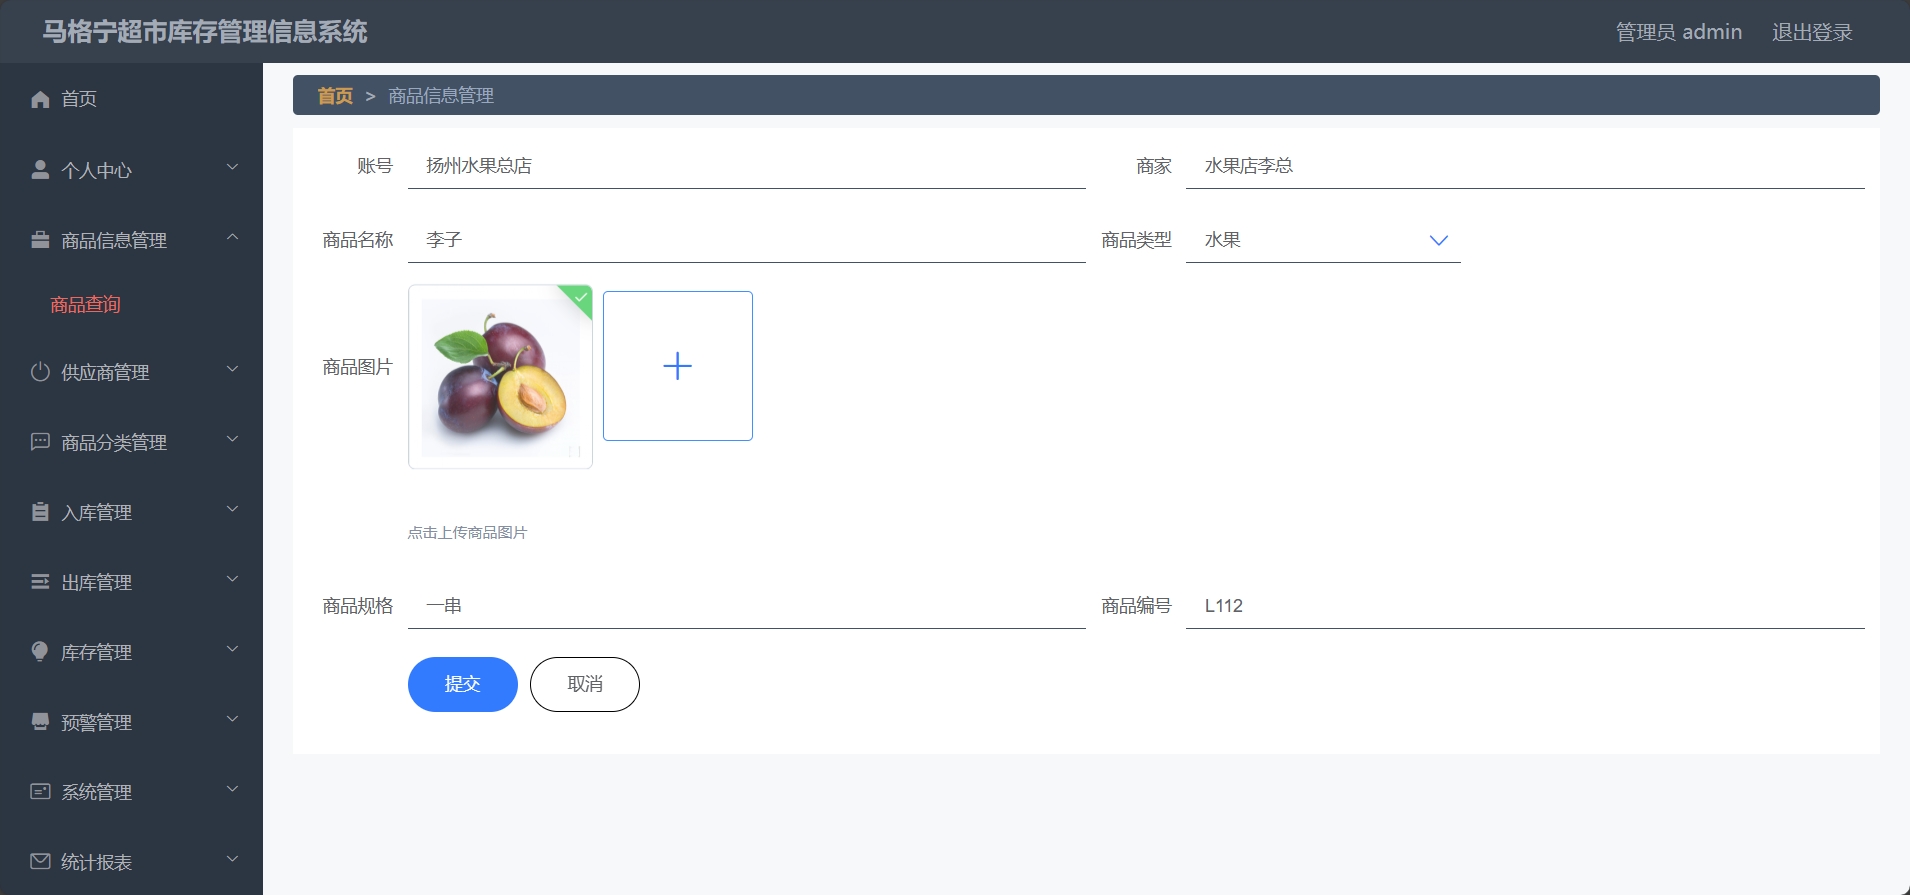 马格宁超市库存管理信息系统
管理员 admin 退出登录
首页
个人中心
商品信息管理
商品查询
供应商管理
商品分类管理
入库管理
出库管理
库存管理
预警管理
系统管理
统计报表
首页 > 商品信息管理
账号 扬州水果总店 商家 水果店李总
商品名称 李子 商品类型 水果
商品图片
点击上传商品图片
商品规格 一串 商品编号 L112
提交 取消